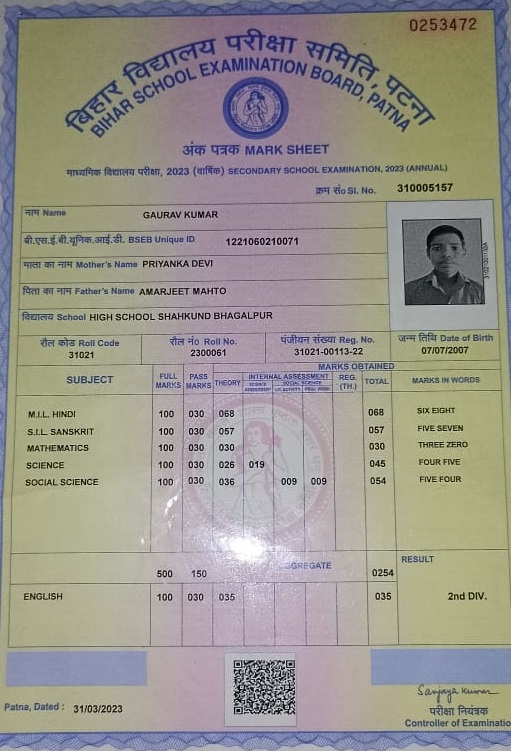 0253472
बिहार विद्यालय परीक्षा समिति, पटना
BIHAR SCHOOL EXAMINATION BOARD, PATNA
अंक पत्रक MARK SHEET
माध्यमिक विद्यालय परीक्षा, 2023 (वार्षिक) SECONDARY SCHOOL EXAMINATION, 2023 (ANNUAL)
क्रम सं० Sl. No. 310005157
नाम Name GAURAV KUMAR
बी.एस.ई.बी.यूनिक.आई.डी. BSEB Unique ID 1221060210071
माता का नाम Mother's Name PRIYANKA DEVI
पिता का नाम Father's Name AMARJEET MAHTO
विद्यालय School HIGH SCHOOL SHAHKUND BHAGALPUR
रौल कोड Roll Code रौल नं० Roll No. पंजीयन संख्या Reg. No. जन्म तिथि Date of Birth
31021 2300061 31021-00113-22 07/07/2007
MARKS OBTAINED
SUBJECT FULL MARKS PASS MARKS THEORY INTERNAL ASSESSMENT REG. (TH.) TOTAL MARKS IN WORDS
SCIENCE SOCIAL SCIENCE
M.I.L. HINDI 100 030 068 068 SIX EIGHT
S.I.L. SANSKRIT 100 030 057 057 FIVE SEVEN
MATHEMATICS 100 030 030 030 THREE ZERO
SCIENCE 100 030 026 019 045 FOUR FIVE
SOCIAL SCIENCE 100 030 036 009 009 054 FIVE FOUR
AGGREGATE RESULT
500 150 0254
ENGLISH 100 030 035 035 2nd DIV.
Patna, Dated : 31/03/2023
Sanjaya Kumar
परीक्षा नियंत्रक
Controller of Examinatio